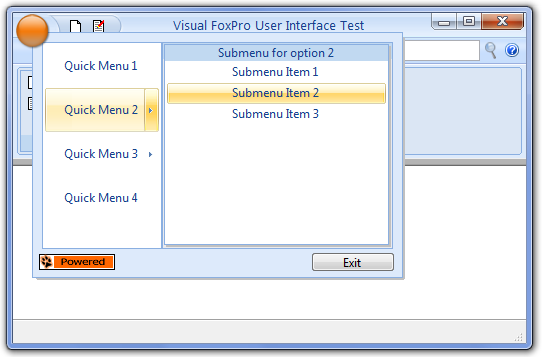 Visual FoxPro User Interface Test
Quick Menu 1
Quick Menu 2
Quick Menu 3
Quick Menu 4
Submenu for option 2
Submenu Item 1
Submenu Item 2
Submenu Item 3
Powered
Exit